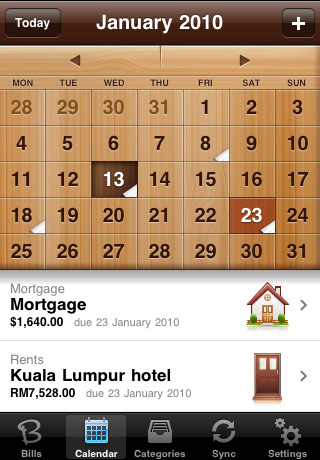 Today January 2010 +
MON TUE WED THU FRI SAT SUN
28 29 30 31 1 2 3
4 5 6 7 8 9 10
11 12 13 14 15 16 17
18 19 20 21 22 23 24
25 26 27 28 29 30 31
Mortgage
Mortgage
$1,640.00 due 23 January 2010
Rents
Kuala Lumpur hotel
RM7,528.00 due 23 January 2010
Bills Calendar Categories Sync Settings